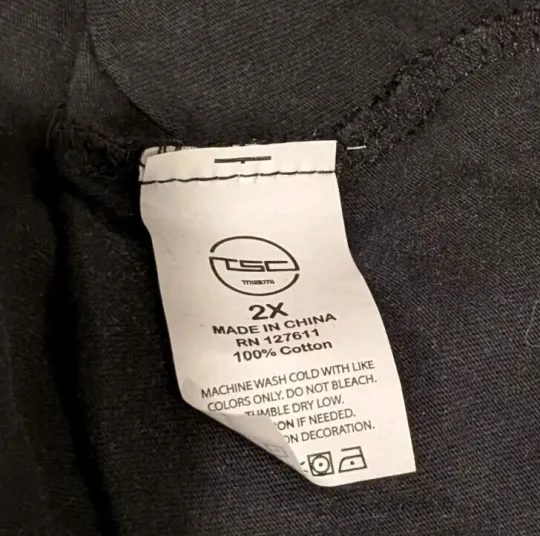 TSC
2X
MADE IN CHINA
RN 127611
100% Cotton
MACHINE WASH COLD WITH LIKE
COLORS ONLY. DO NOT BLEACH.
TUMBLE DRY LOW.
ON IF NEEDED.
ON DECORATION.